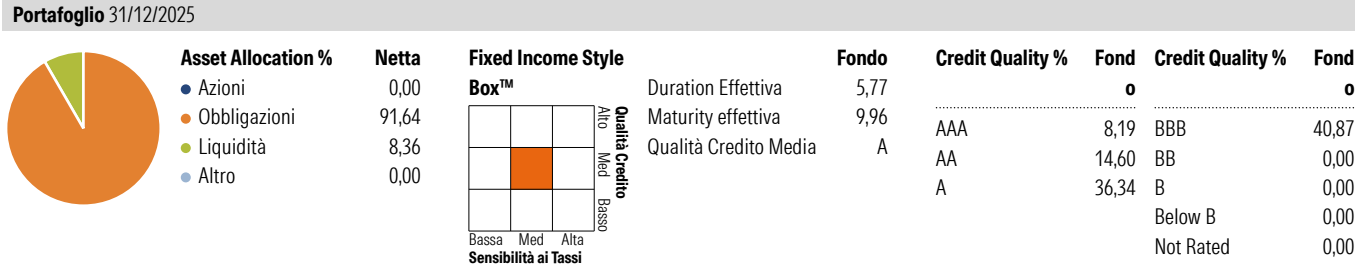 Portafoglio 31/12/2025
Asset Allocation % Netta
Azioni 0,00
Obbligazioni 91,64
Liquidità 8,36
Altro 0,00
Fixed Income Style
Box™
Alto Med Basso
Qualità Credito
Bassa Med Alta
Sensibilità ai Tassi
Fondo
Duration Effettiva 5,77
Maturity effettiva 9,96
Qualità Credito Media A
Credit Quality % Fond
o
AAA 8,19
AA 14,60
A 36,34
Credit Quality % Fond
o
BBB 40,87
BB 0,00
B 0,00
Below B 0,00
Not Rated 0,00